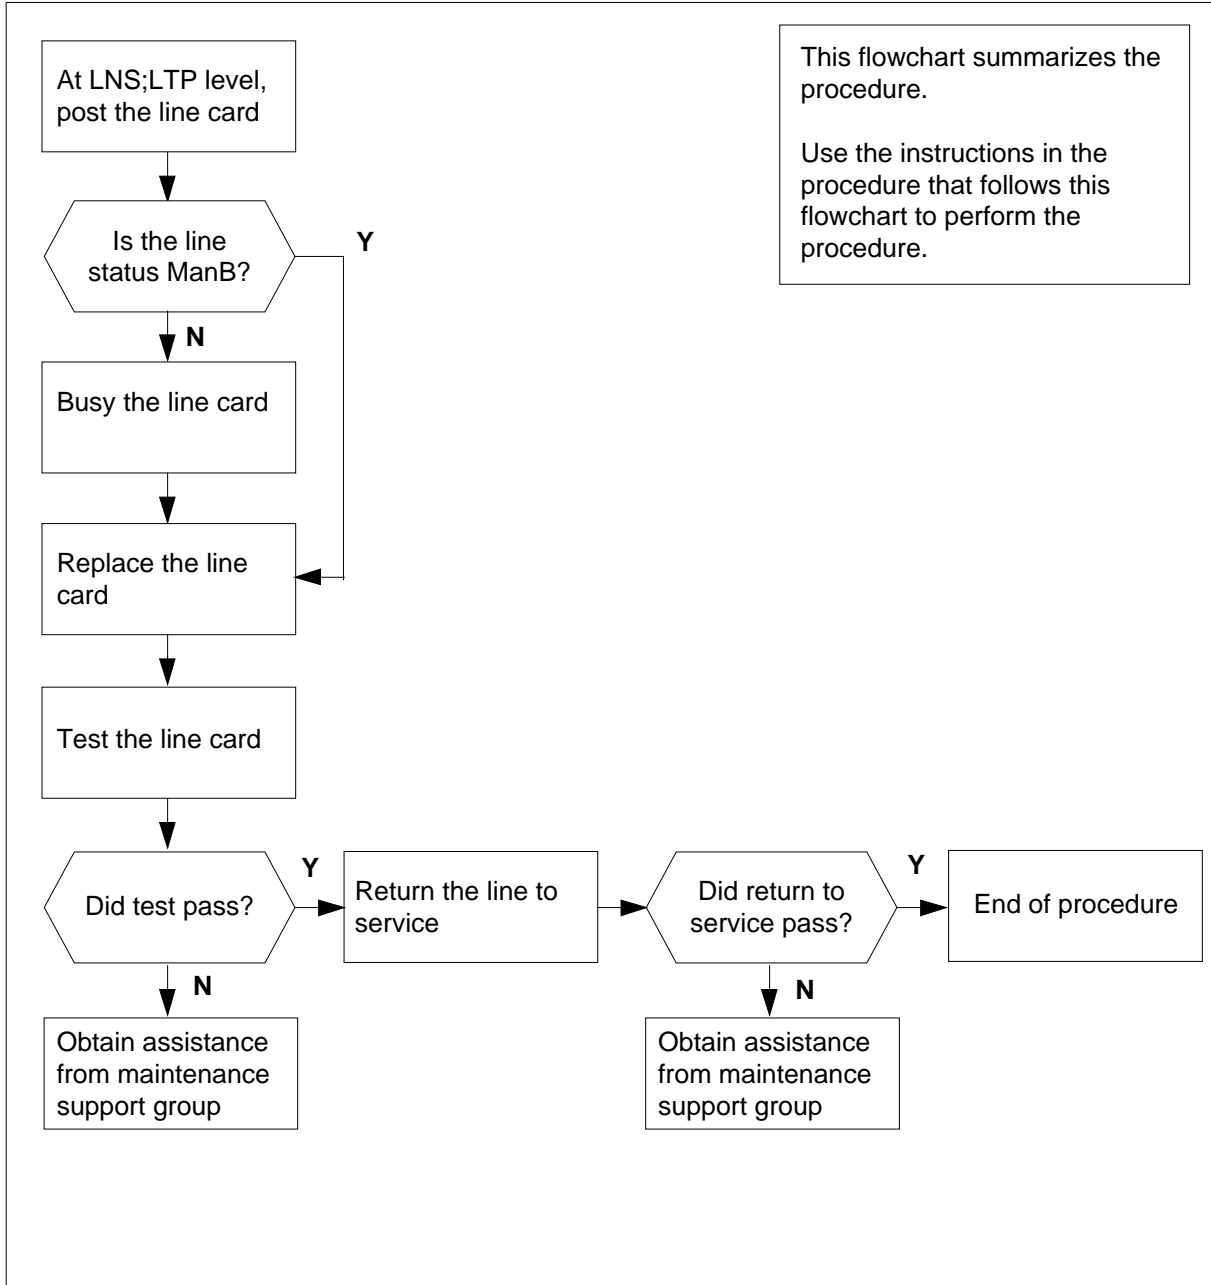 At LNS;LTP level,
post the line card
This flowchart summarizes the
procedure.
Use the instructions in the
procedure that follows this
flowchart to perform the
procedure.
Is the line
status ManB?
Y
N
Busy the line card
Replace the line
card
Test the line card
Did test pass?
Y
Return the line to
service
Did return to
service pass?
Y
End of procedure
N
N
Obtain assistance
from maintenance
support group
Obtain assistance
from maintenance
support group